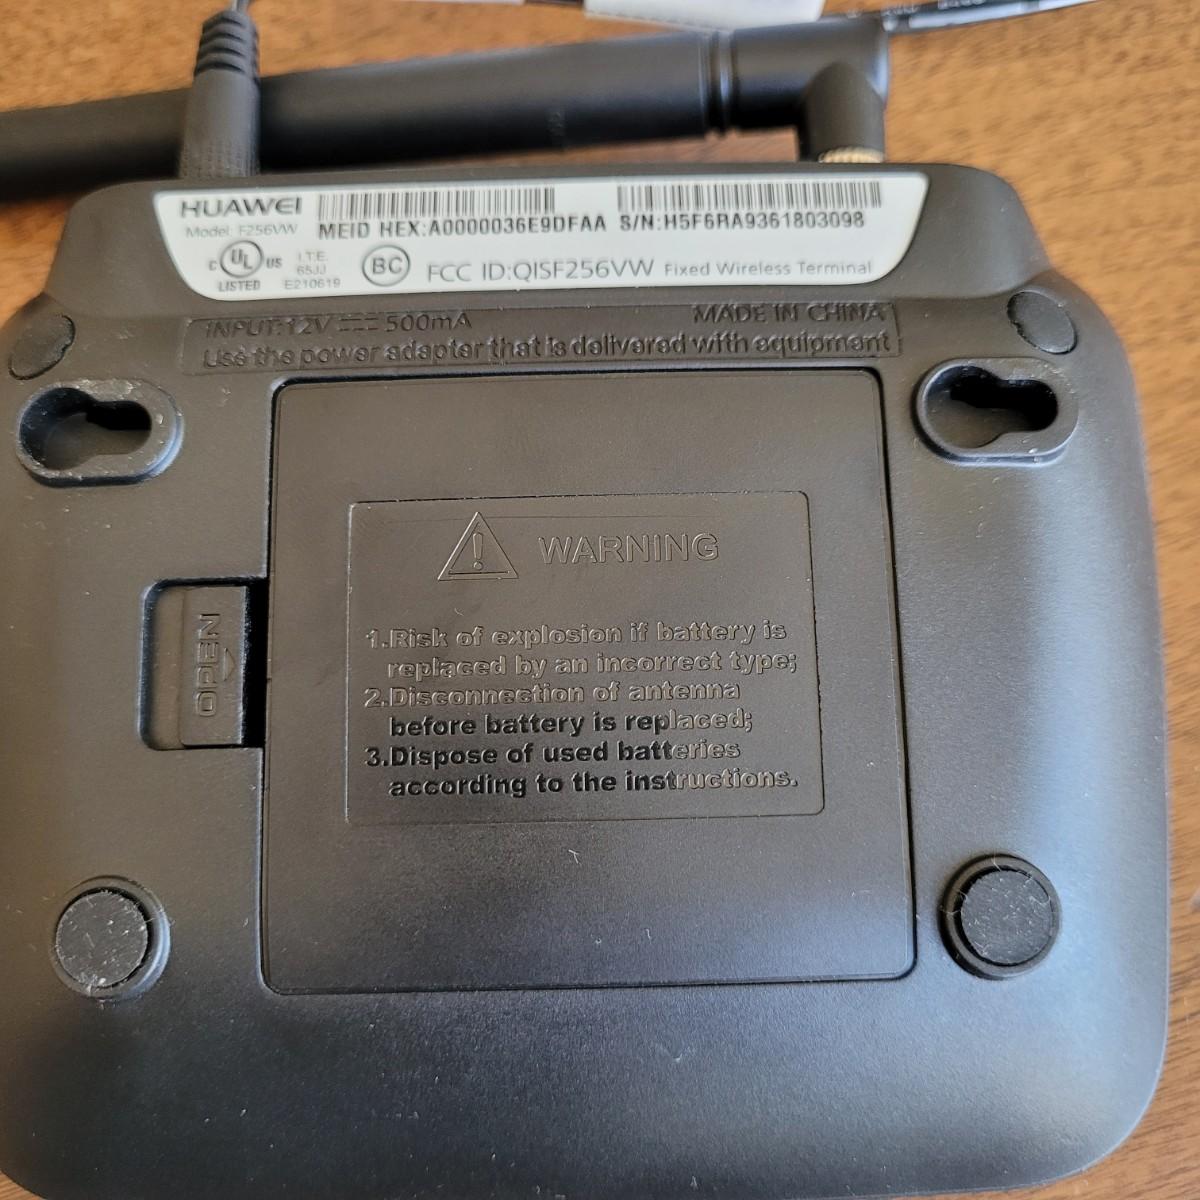 HUAWEI
Model: F256VW
MEID HEX:A0000036E9DFAA S/N:H5F6RA9361803098
C UL US
LISTED
I.T.E.
65JJ
E210619
BC
FCC ID:QISF256VW Fixed Wireless Terminal
INPUT:12V ⎓ 500mA MADE IN CHINA
Use the power adapter that is delivered with equipment
OPEN
WARNING
1.Risk of explosion if battery is
replaced by an incorrect type;
2.Disconnection of antenna
before battery is replaced;
3.Dispose of used batteries
according to the instructions.